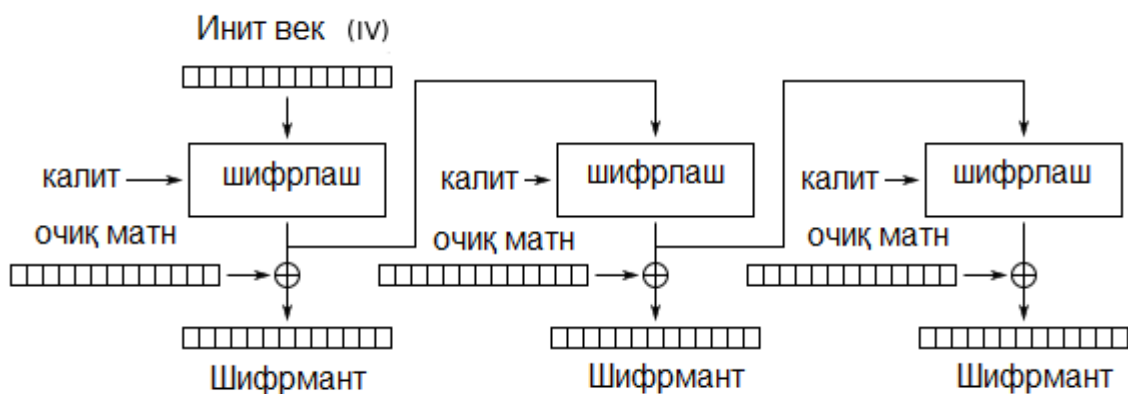 Инит век (IV)
калит
шифрлаш
калит
шифрлаш
калит
шифрлаш
очиқ матн
очиқ матн
очиқ матн
Шифрмант
Шифрмант
Шифрмант